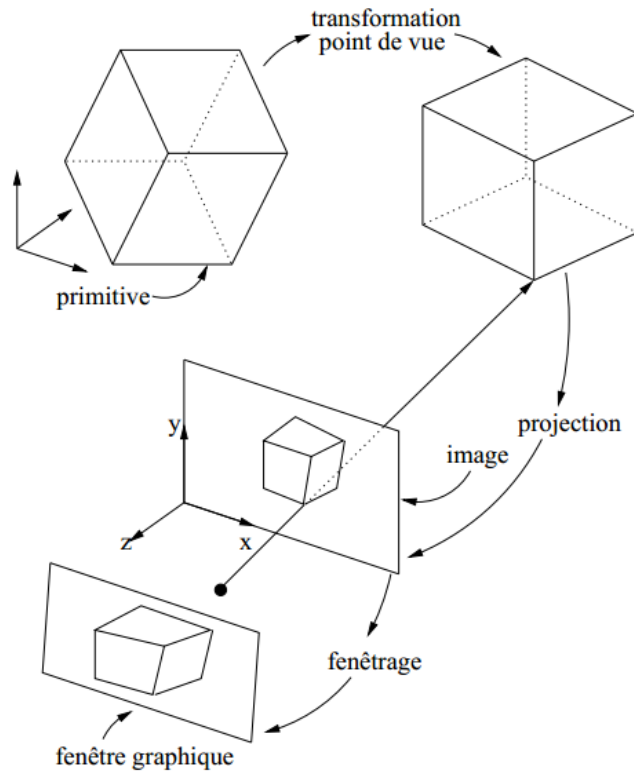 transformation
point de vue
primitive
projection
image
y
x
z
fenêtrage
fenêtre graphique